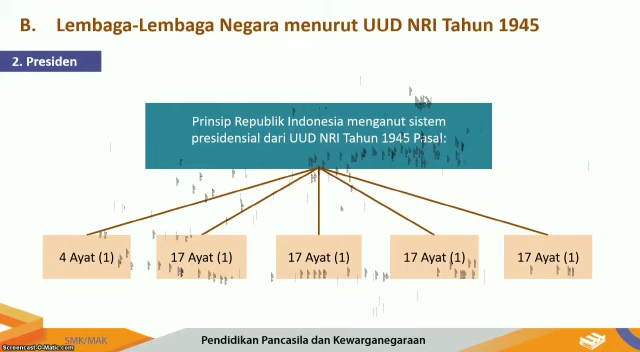 B. Lembaga-Lembaga Negara menurut UUD NRI Tahun 1945
2. Presiden
Prinsip Republik Indonesia menganut sistem
presidensial dari UUD NRI Tahun 1945 Pasal:
4 Ayat (1)
17 Ayat (1)
17 Ayat (1)
17 Ayat (1)
17 Ayat (1)
SMK/MAK
Pendidikan Pancasila dan Kewarganegaraan
Screencast-O-Matic.com